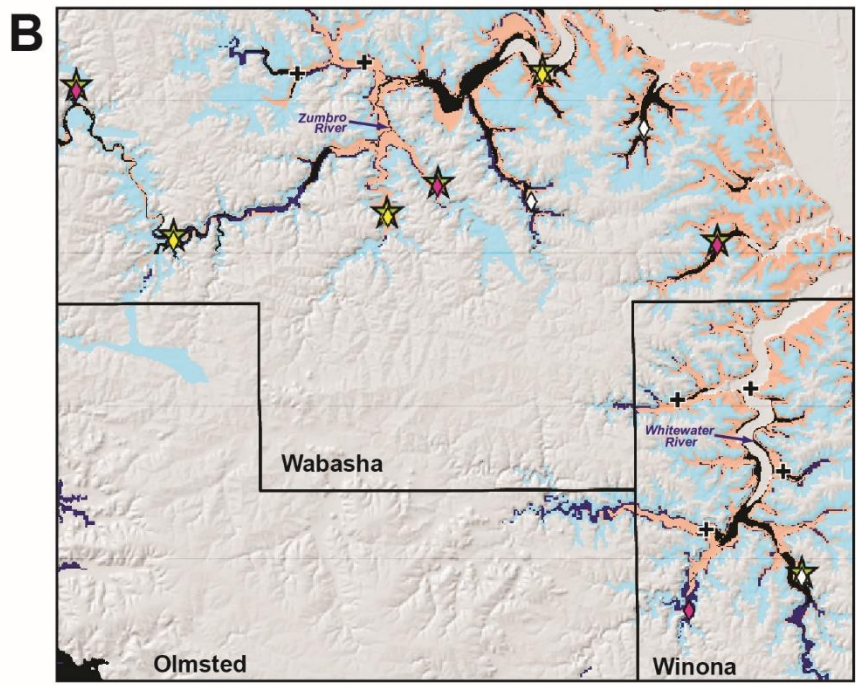 B
Zumbro
River
Whitewater
River
Wabasha
Olmsted
Winona